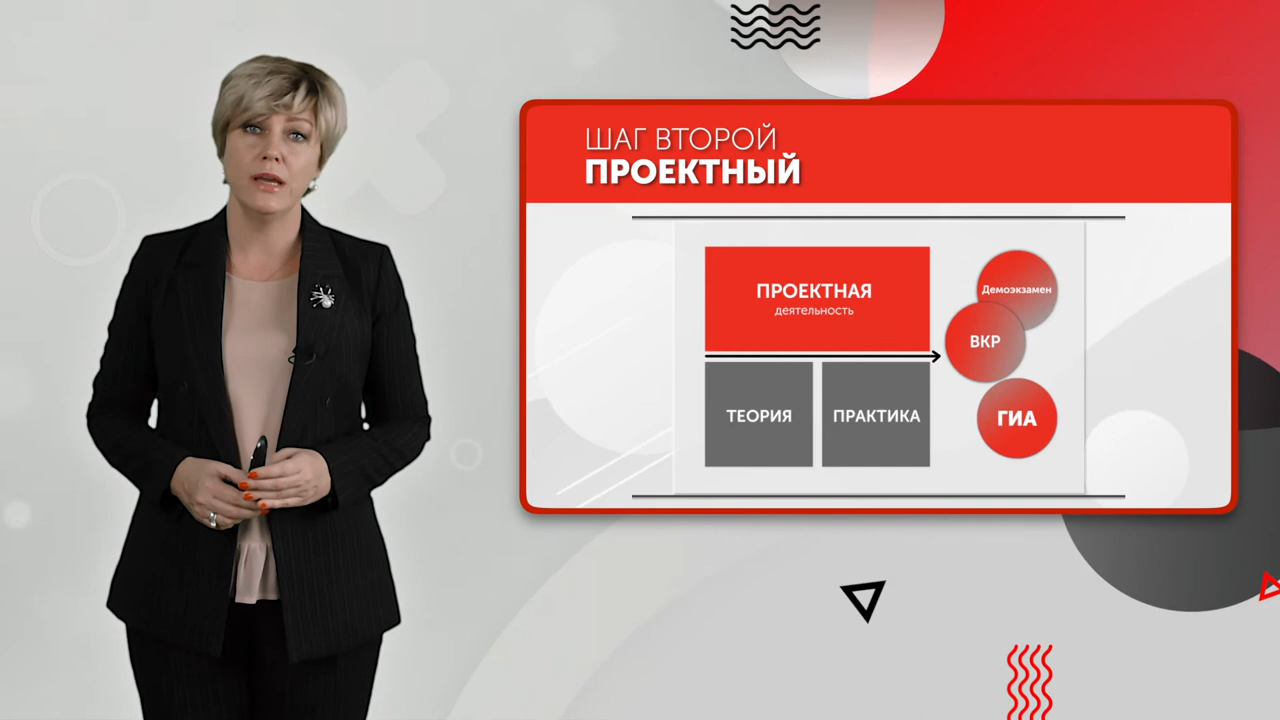 ШАГ ВТОРОЙ
ПРОЕКТНЫЙ
ПРОЕКТНАЯ
деятельность
Демоэкзамен
ВКР
ТЕОРИЯ
ПРАКТИКА
ГИА